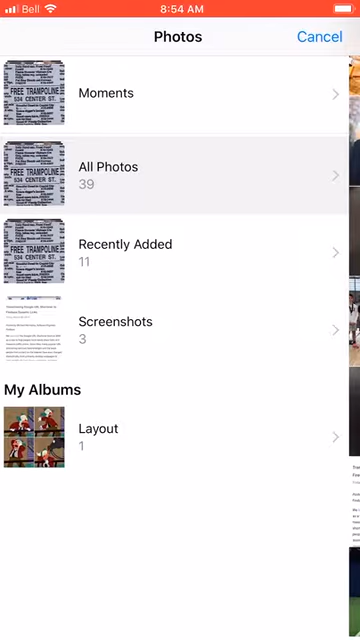 Bell 8:54 AM
Photos Cancel
FREE TRAMPOLINE
534 CENTER ST.
Moments
FREE TRAMPOLINE
534 CENTER ST.
All Photos
39
FREE TRAMPOLINE
534 CENTER ST.
Recently Added
11
Screenshots
3
My Albums
Layout
1